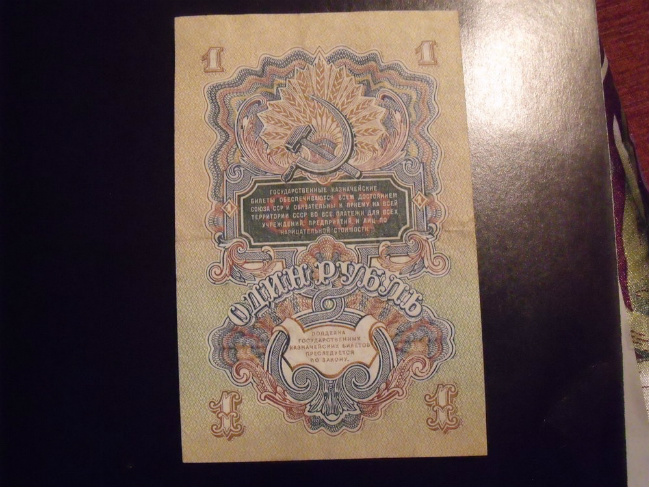 1 1
ГОСУДАРСТВЕННЫЕ КАЗНАЧЕЙСКИЕ
БИЛЕТЫ ОБЕСПЕЧИВАЮТСЯ ВСЕМ ДОСТОЯНИЕМ
СОЮЗА ССР И ОБЯЗАТЕЛЬНЫ К ПРИЕМУ НА ВСЕЙ
ТЕРРИТОРИИ СССР ВО ВСЕ ПЛАТЕЖИ ДЛЯ ВСЕХ
УЧРЕЖДЕНИЙ, ПРЕДПРИЯТИЙ И ЛИЦ ПО
НАРИЦАТЕЛЬНОЙ СТОИМОСТИ
ОДИН РУБЛЬ
ПОДДЕЛКА
ГОСУДАРСТВЕННЫХ
КАЗНАЧЕЙСКИХ БИЛЕТОВ
ПРЕСЛЕДУЕТСЯ
ПО ЗАКОНУ.
1 1